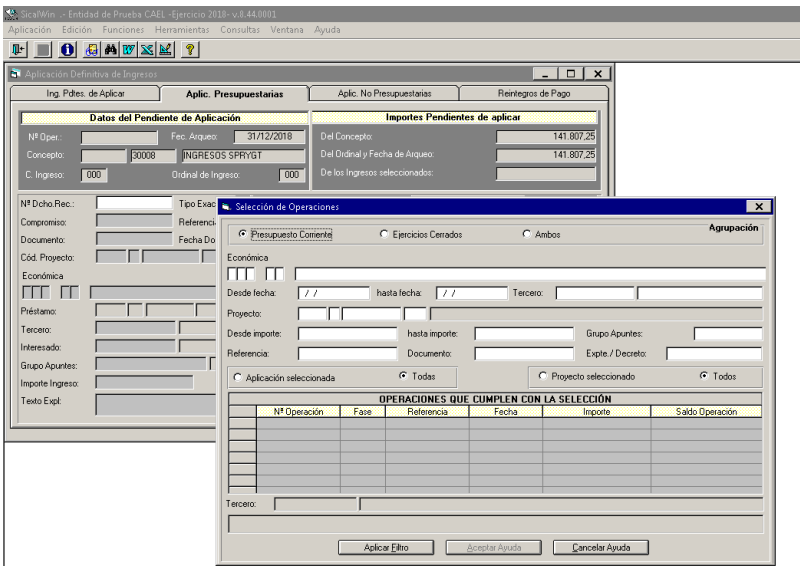 SicalWin .- Entidad de Prueba CAEL -Ejercicio 2018- v.8.44.0001
Aplicación Edición Funciones Herramientas Consultas Ventana Ayuda
Aplicación Definitiva de Ingresos
Ing. Pdtes. de Aplicar Aplic. Presupuestarias Aplic. No Presupuestarias Reintegros de Pago
Datos del Pendiente de Aplicación Importes Pendientes de aplicar
Nº Oper.: Fec. Arqueo: 31/12/2018 Del Concepto: 141.807,25
Concepto: 30008 INGRESOS SPRYGT Del Ordinal y Fecha de Arqueo: 141.807,25
C. Ingreso: 000 Ordinal de Ingreso: 000 De los Ingresos seleccionados:
Nº Dcho.Rec.: Tipo Exac
Compromiso: Referenci
Documento: Fecha Do
Cód. Proyecto:
Económica
Préstamo:
Tercero:
Interesado:
Grupo Apuntes:
Importe Ingreso:
Texto Expl:
Selección de Operaciones
Agrupación
Presupuesto Corriente Ejercicios Cerrados Ambos
Económica
Desde fecha: / / hasta fecha: / / Tercero:
Proyecto:
Desde importe: hasta importe: Grupo Apuntes:
Referencia: Documento: Expte./ Decreto:
Aplicación seleccionada Todas Proyecto seleccionado Todos
OPERACIONES QUE CUMPLEN CON LA SELECCIÓN
Nº Operación Fase Referencia Fecha Importe Saldo Operación
Tercero:
Aplicar Filtro Aceptar Ayuda Cancelar Ayuda